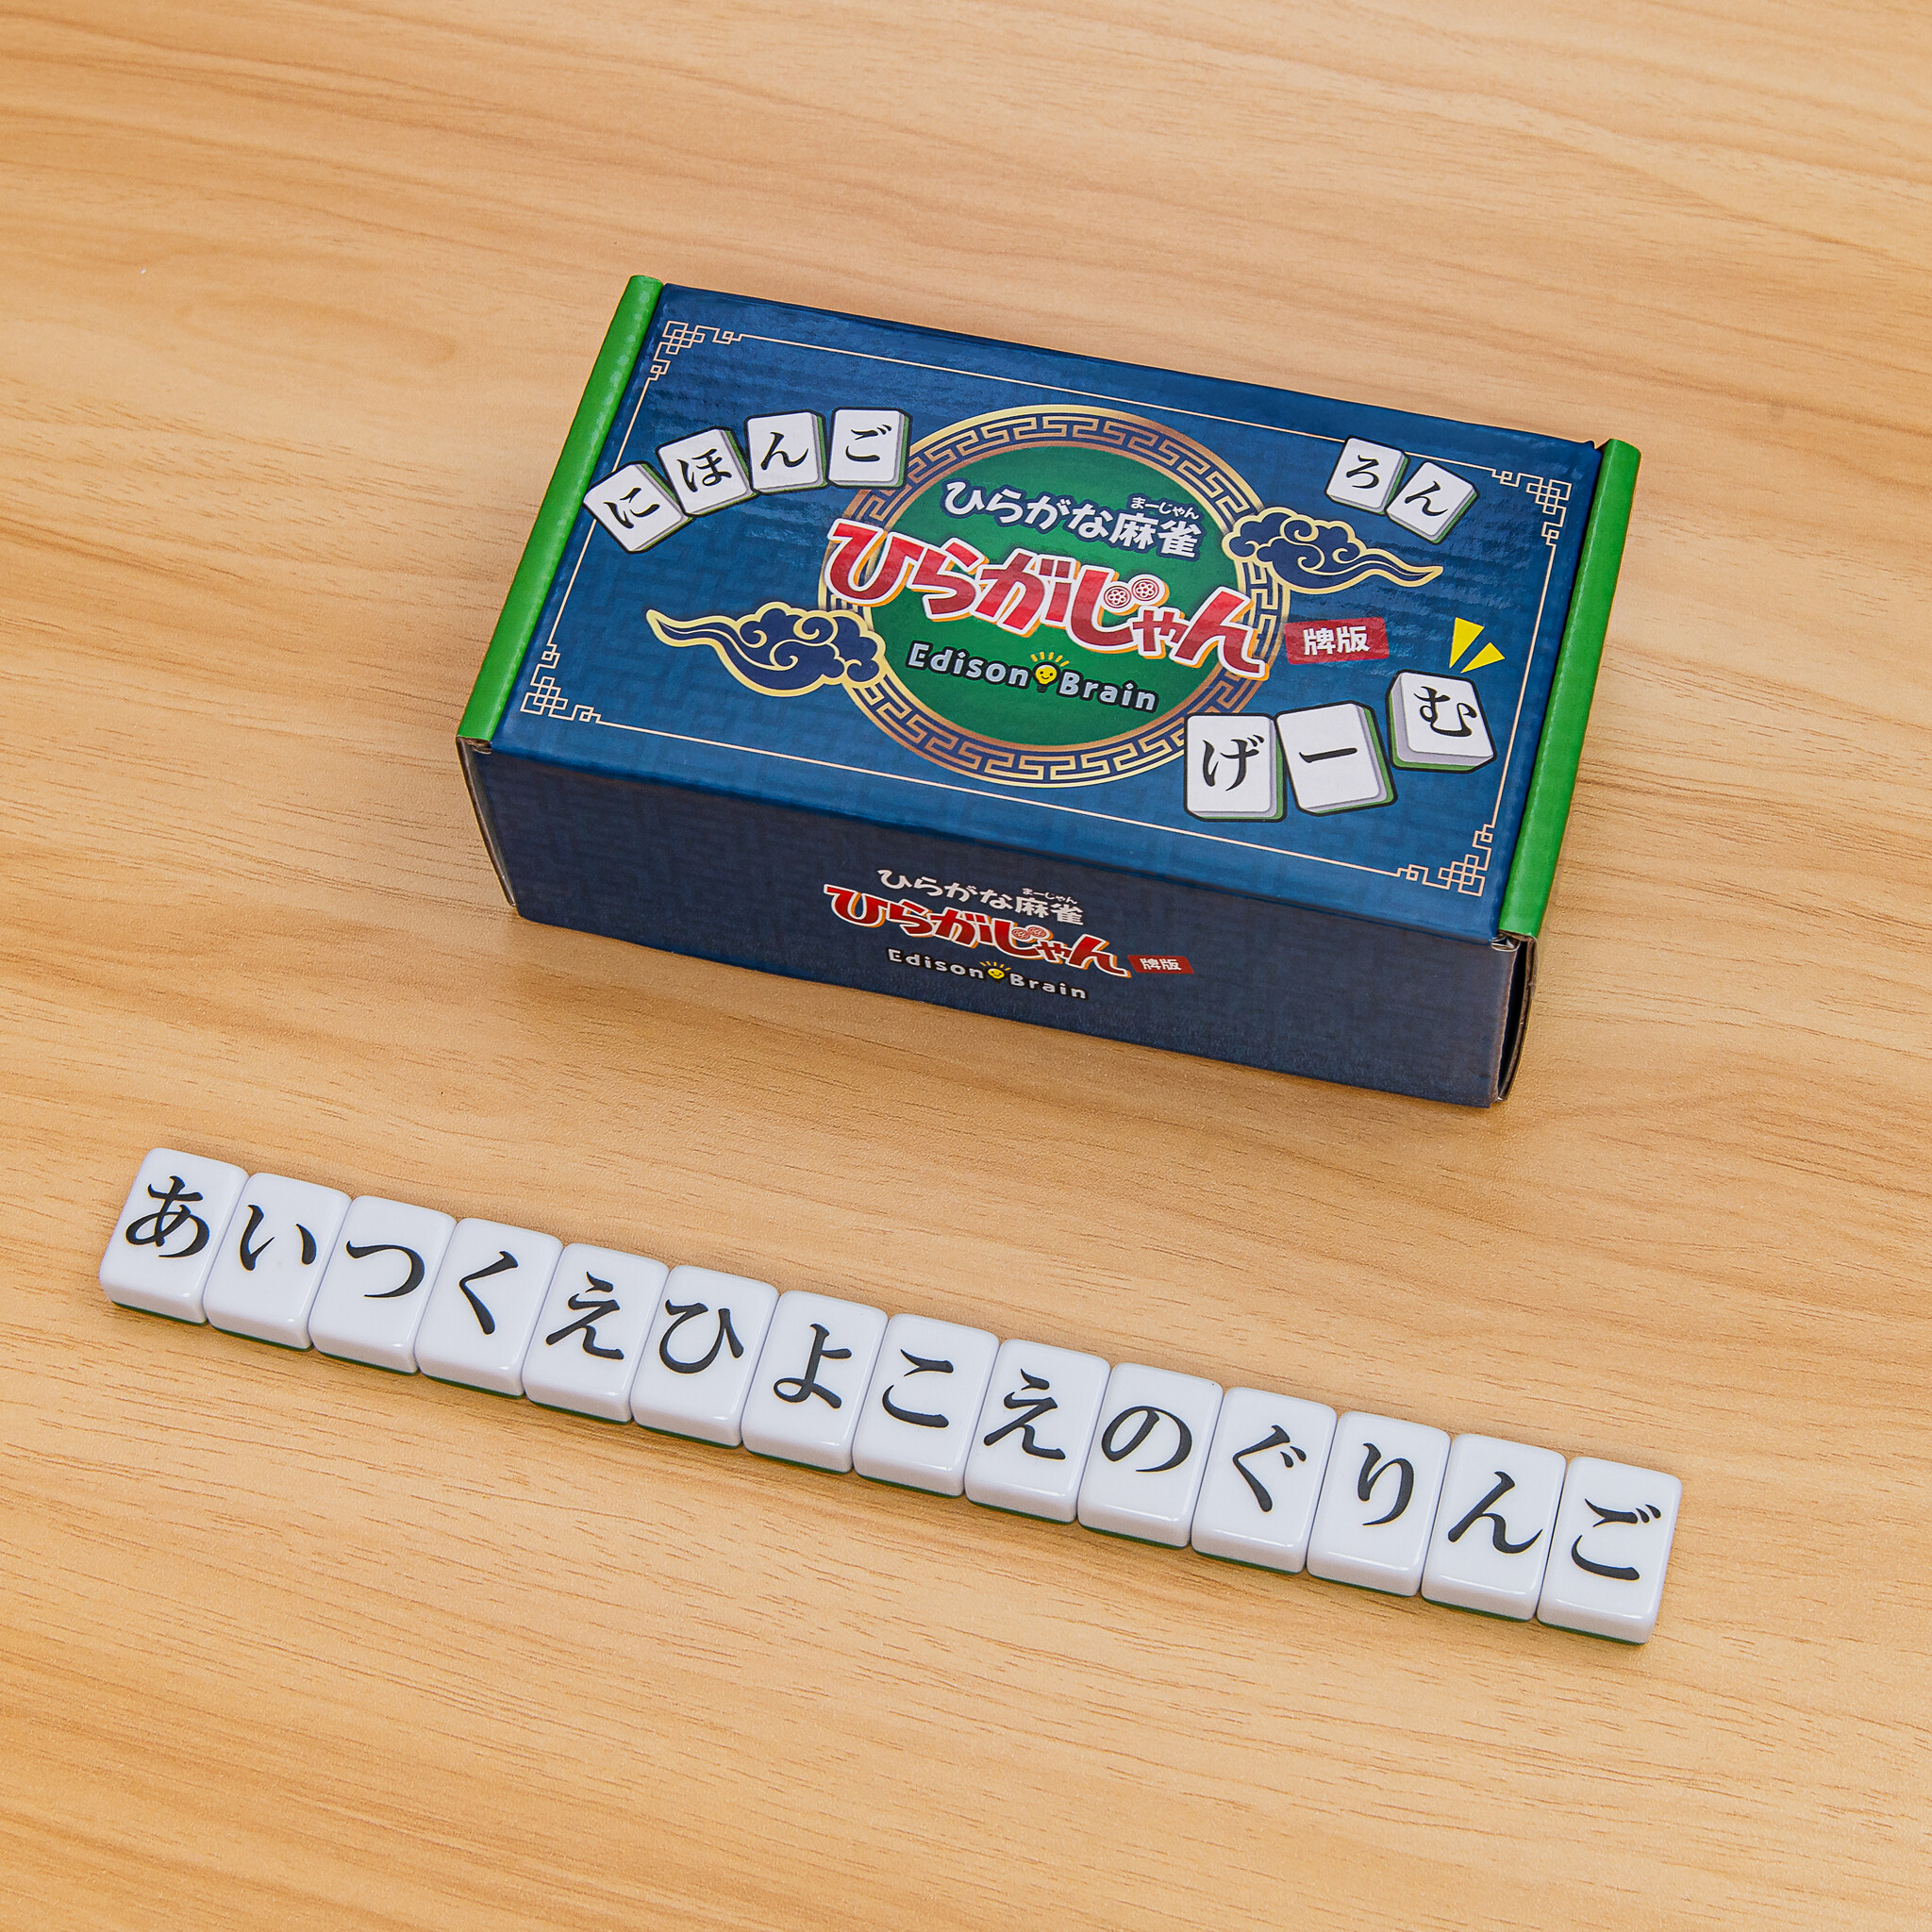 にほんご
ろん
まーじゃん
ひらがな麻雀
ひらがじゃん
牌版
Edison Brain
げーむ
まーじゃん
ひらがな麻雀
ひらがじゃん 牌版
Edison Brain
あいつくえひよこえのぐりんご